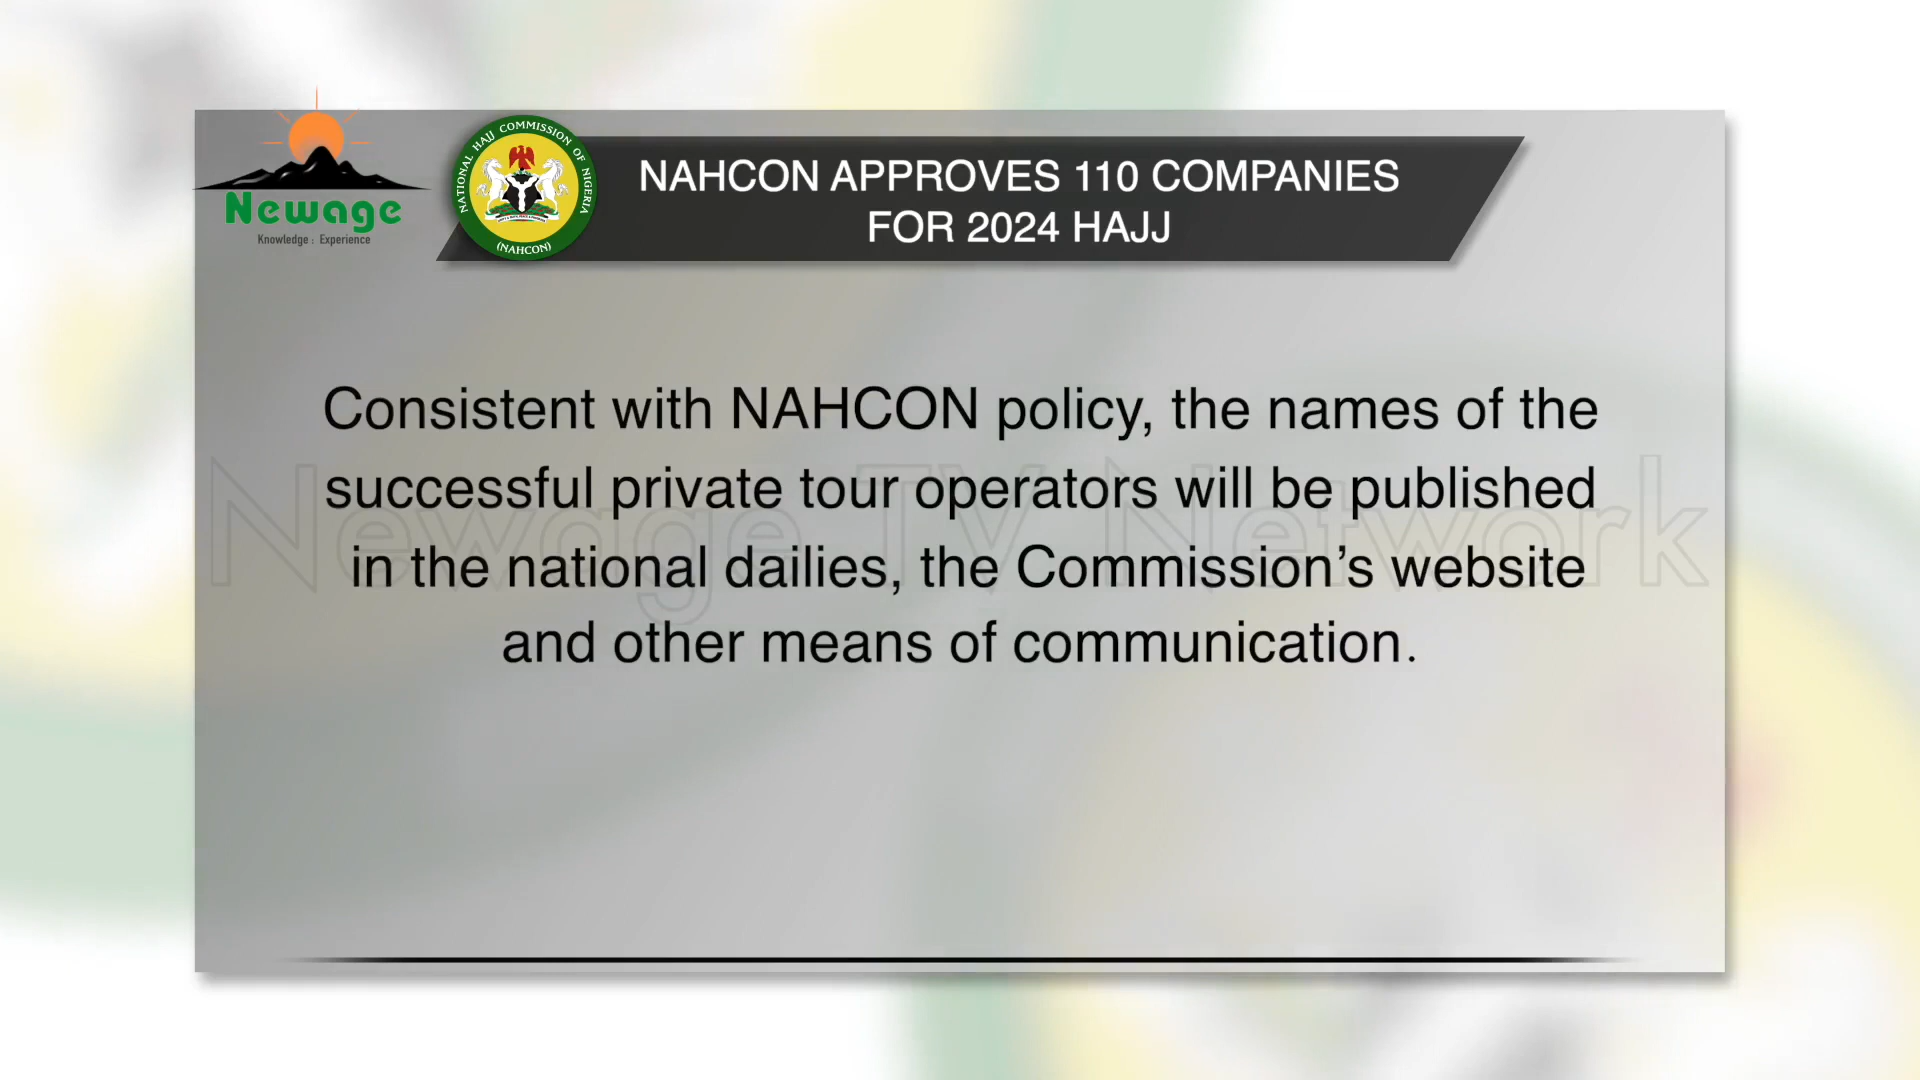 Newage
Knowledge : Experience
NATIONAL HAJJ COMMISSION OF NIGERIA
(NAHCON)
NAHCON APPROVES 110 COMPANIES
FOR 2024 HAJJ
Consistent with NAHCON policy, the names of the
successful private tour operators will be published
in the national dailies, the Commission’s website
and other means of communication.
Newage TV Network